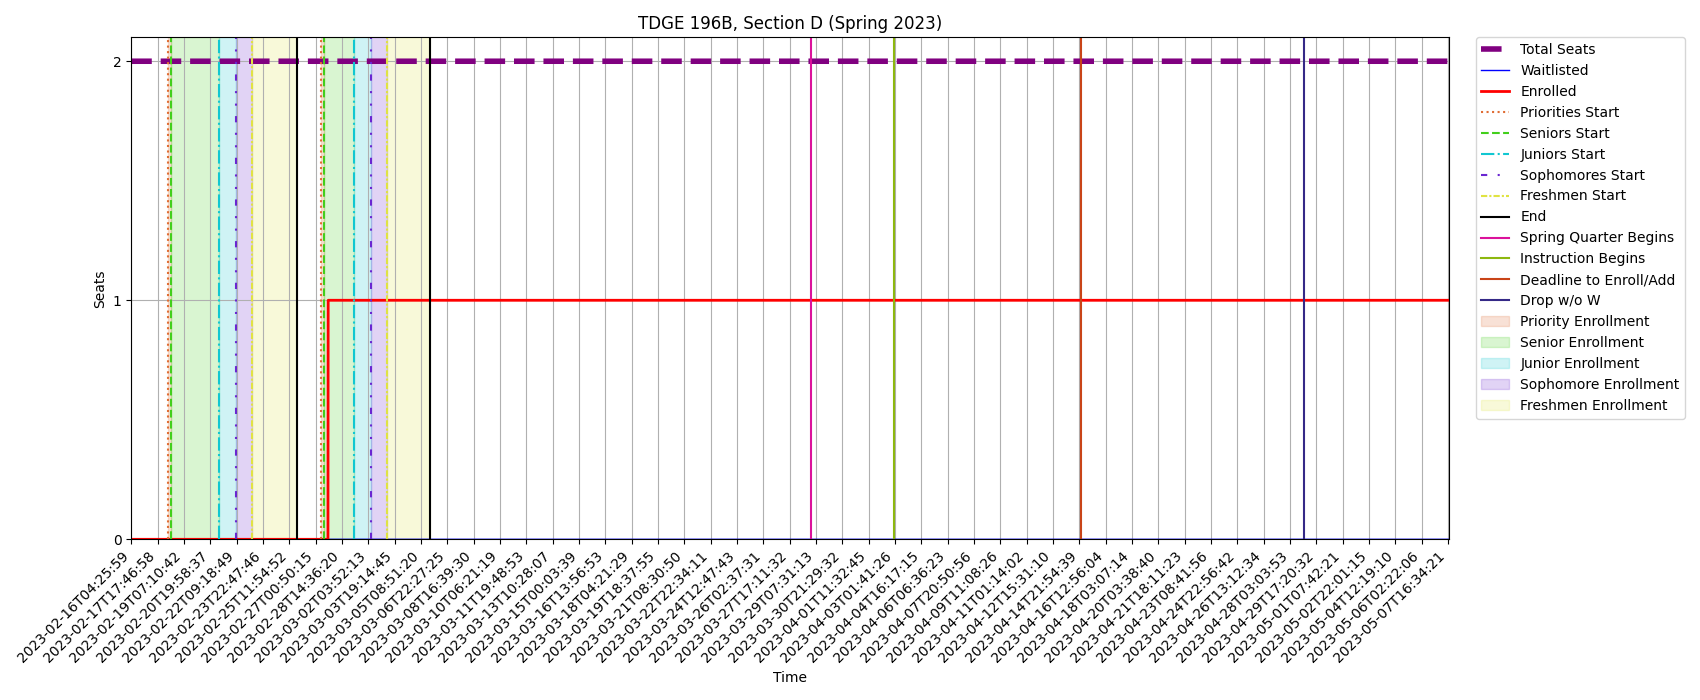 TDGE 196B, Section D (Spring 2023)
Seats
2
1
0
2023-02-16T04:25:59
2023-02-17T17:46:58
2023-02-19T07:10:42
2023-02-20T19:58:37
2023-02-22T09:18:49
2023-02-23T22:47:46
2023-02-25T11:54:52
2023-02-27T00:50:15
2023-02-28T14:36:20
2023-03-02T03:52:13
2023-03-03T19:14:45
2023-03-05T08:51:20
2023-03-06T22:27:25
2023-03-08T16:39:30
2023-03-10T06:21:19
2023-03-11T19:48:53
2023-03-13T10:28:07
2023-03-15T00:03:39
2023-03-16T13:56:53
2023-03-18T04:21:29
2023-03-19T18:37:55
2023-03-21T08:30:50
2023-03-22T22:34:11
2023-03-24T12:47:43
2023-03-26T02:37:31
2023-03-27T17:11:32
2023-03-29T07:31:13
2023-03-30T21:29:32
2023-04-01T11:32:45
2023-04-03T01:41:26
2023-04-04T16:17:15
2023-04-06T06:36:23
2023-04-07T20:50:56
2023-04-09T11:08:26
2023-04-11T01:14:02
2023-04-12T15:31:10
2023-04-14T21:54:39
2023-04-16T12:56:04
2023-04-18T03:07:14
2023-04-20T03:38:40
2023-04-21T18:11:23
2023-04-23T08:41:56
2023-04-24T22:56:42
2023-04-26T13:12:34
2023-04-28T03:03:53
2023-04-29T17:20:32
2023-05-01T07:42:21
2023-05-02T22:01:15
2023-05-04T12:19:10
2023-05-06T02:22:06
2023-05-07T16:34:21
Time
Total Seats
Waitlisted
Enrolled
Priorities Start
Seniors Start
Juniors Start
Sophomores Start
Freshmen Start
End
Spring Quarter Begins
Instruction Begins
Deadline to Enroll/Add
Drop w/o W
Priority Enrollment
Senior Enrollment
Junior Enrollment
Sophomore Enrollment
Freshmen Enrollment